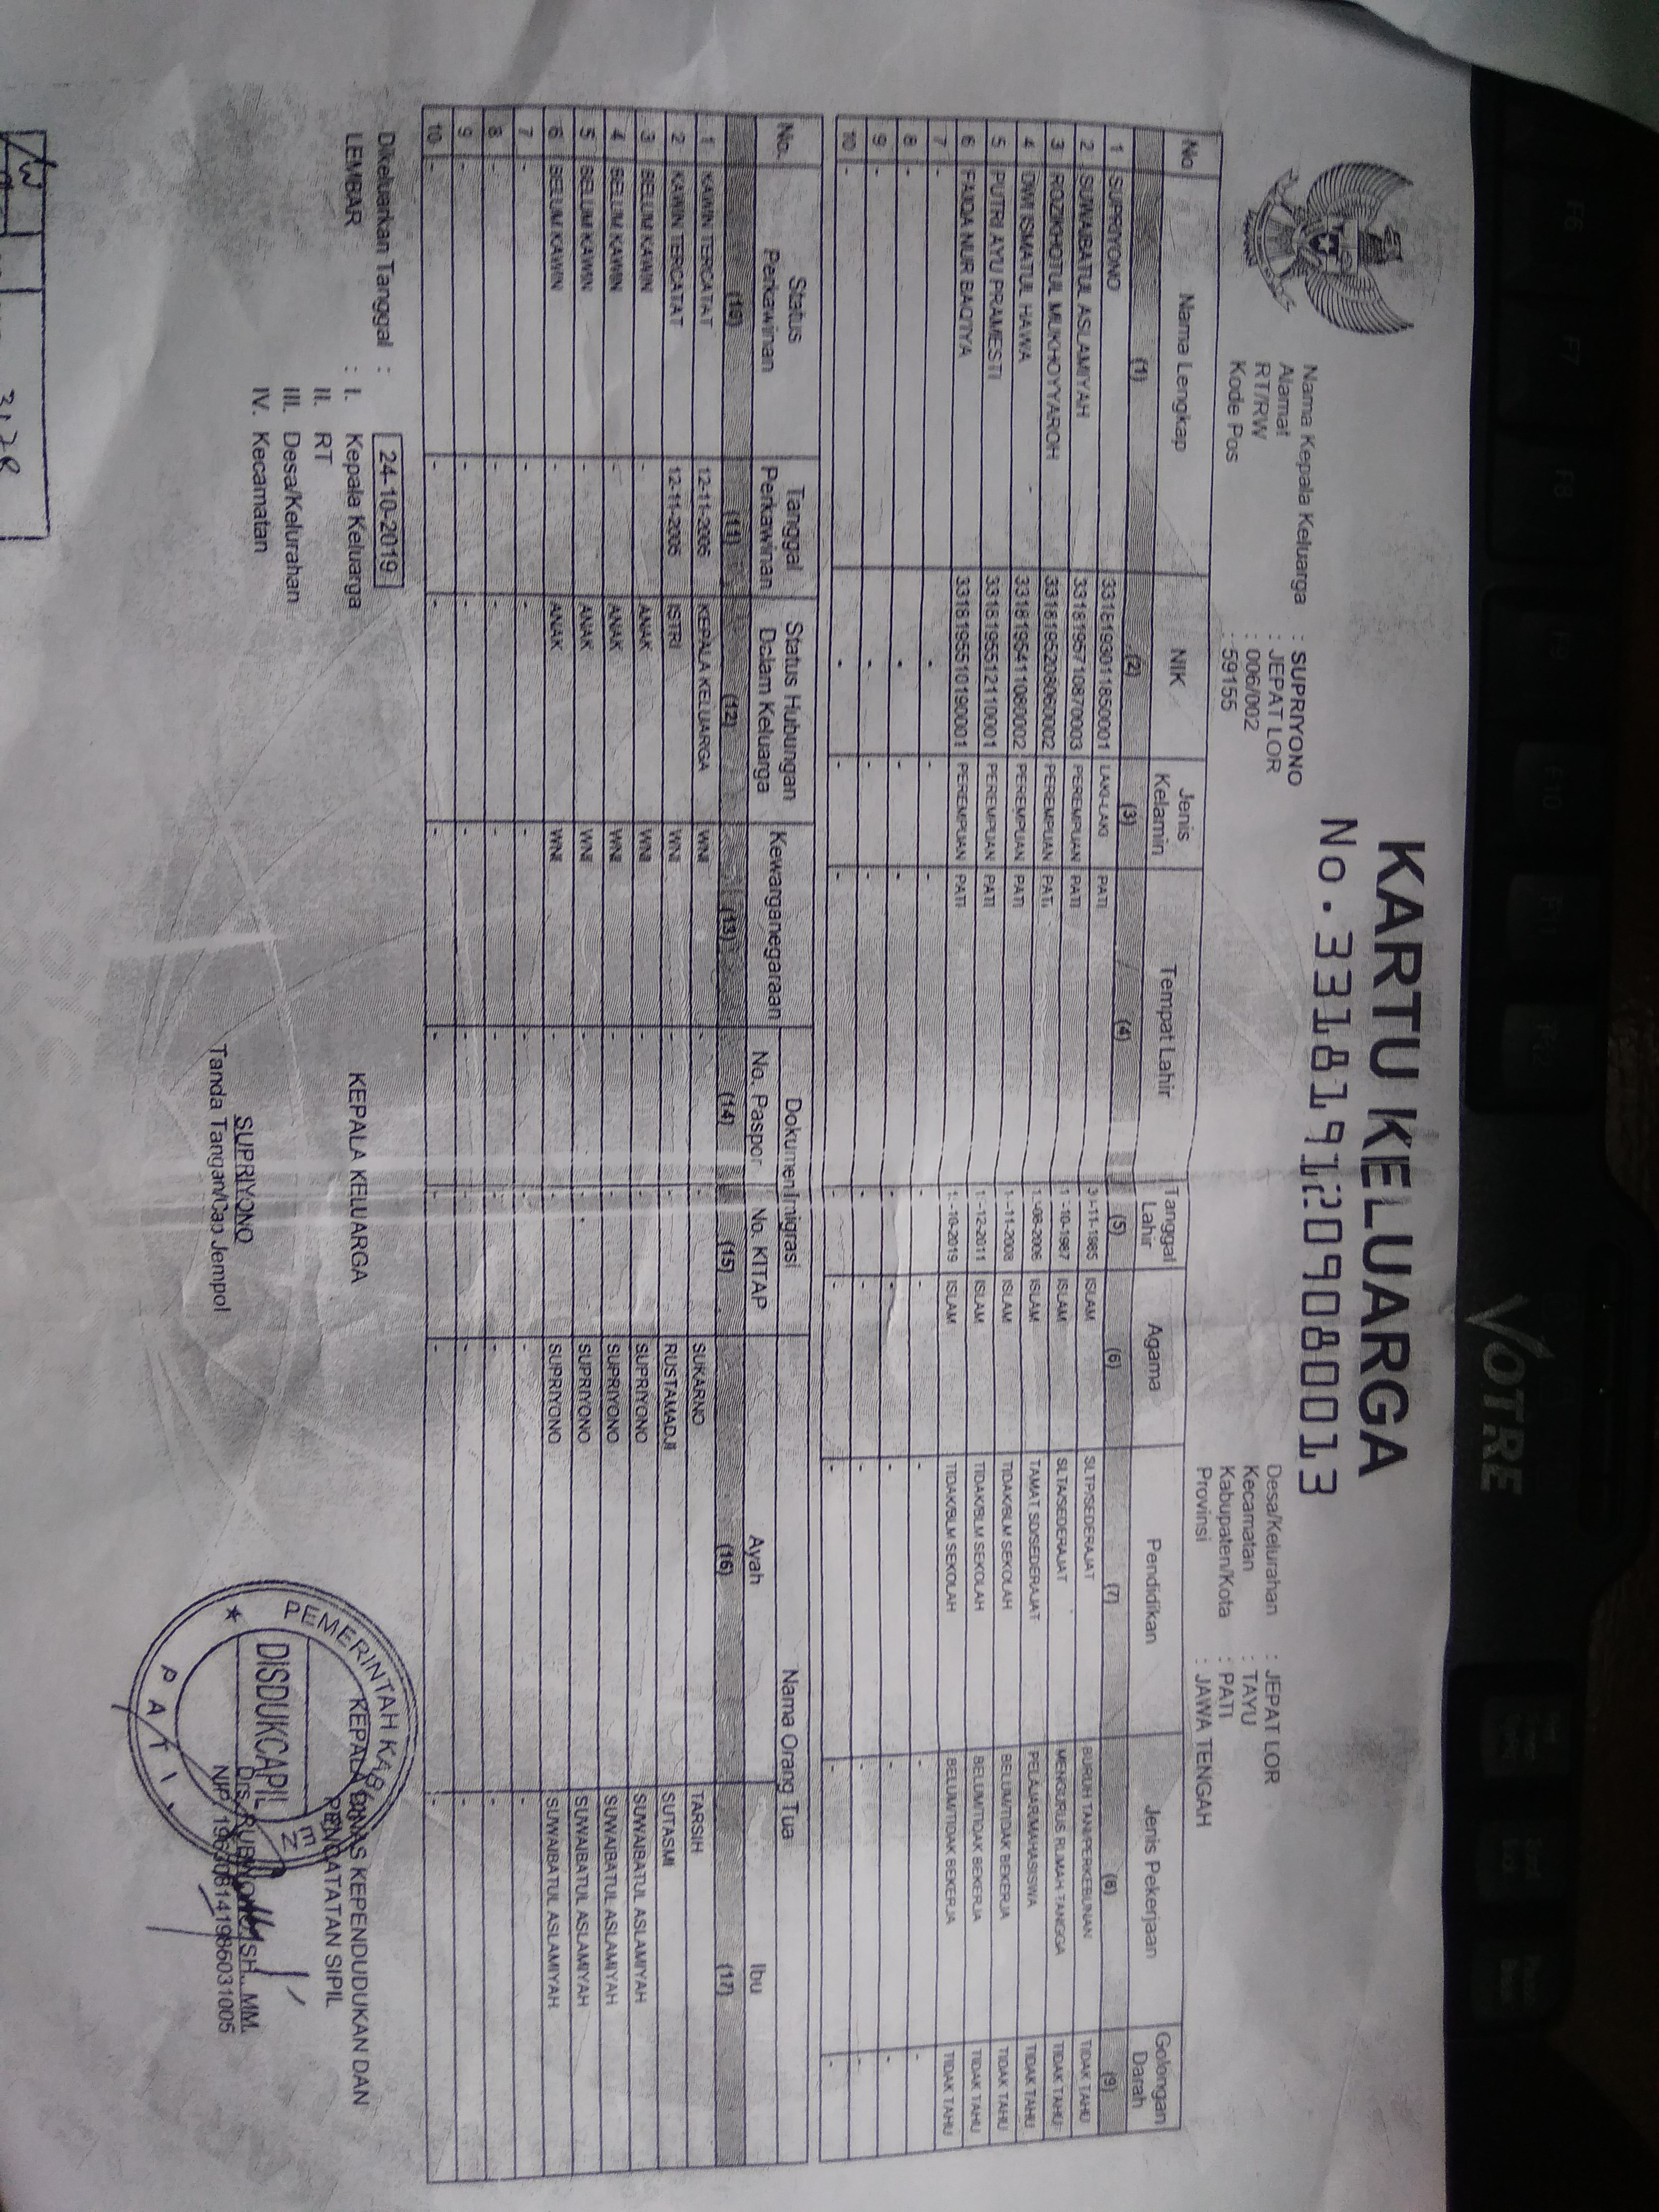 KARTU KELUARGA
No. 3318191209080013
Nama Kepala Keluarga : SUPRIYONO
Alamat : JEPAT LOR
RT/RW : 006/002
Kode Pos : 59155
Desa/Kelurahan : JEPAT LOR
Kecamatan : TAYU
Kabupaten/Kota : PATI
Provinsi : JAWA TENGAH
No Nama Lengkap NIK Jenis Kelamin Tempat Lahir Tanggal Lahir Agama Pendidikan Jenis Pekerjaan Golongan Darah
(1) (2) (3) (4) (5) (6) (7) (8) (9)
1 SUPRIYONO 3318193011850001 LAKI-LAKI PATI 30-11-1985 ISLAM SLTP/SEDERAJAT BURUH TANI/PERKEBUNAN TIDAK TAHU
2 SUWAIBATUL ASLAMIYAH 3318195710870003 PEREMPUAN PATI -10-1987 ISLAM SLTA/SEDERAJAT MENGURUS RUMAH TANGGA TIDAK TAHU
3 ROZIKHOTUL MUKHOYYAROH 3318195208060002 PEREMPUAN PATI -08-2006 ISLAM TAMAT SD/SEDERAJAT PELAJAR/MAHASISWA TIDAK TAHU
4 DWI ISMATUL HAWA 3318195411080002 PEREMPUAN PATI -11-2008 ISLAM TIDAK/BLM SEKOLAH BELUM/TIDAK BEKERJA TIDAK TAHU
5 PUTRI AYU PRAMESTI 3318195512110001 PEREMPUAN PATI -12-2011 ISLAM TIDAK/BLM SEKOLAH BELUM/TIDAK BEKERJA TIDAK TAHU
6 FAIQA NUR BAQIYYA 3318195510190001 PEREMPUAN PATI -10-2019 ISLAM TIDAK/BLM SEKOLAH BELUM/TIDAK BEKERJA TIDAK TAHU
7 - - - - - - - - -
8 - - - - - - - - -
9 - - - - - - - - -
10 - - - - - - - - -
No. Status Perkawinan Tanggal Perkawinan Status Hubungan Dalam Keluarga Kewarganegaraan Dokumen Imigrasi Nama Orang Tua
No. Paspor No. KITAP Ayah Ibu
(10) (11) (12) (13) (14) (15) (16) (17)
1 KAWIN TERCATAT 12-11-2005 KEPALA KELUARGA WNI - - SUKARNO TARSIH
2 KAWIN TERCATAT 12-11-2005 ISTRI WNI - - RUSTAMADJI SUTASMI
3 BELUM KAWIN - ANAK WNI - - SUPRIYONO SUWAIBATUL ASLAMIYAH
4 BELUM KAWIN - ANAK WNI - - SUPRIYONO SUWAIBATUL ASLAMIYAH
5 BELUM KAWIN - ANAK WNI - - SUPRIYONO SUWAIBATUL ASLAMIYAH
6 BELUM KAWIN - ANAK WNI - - SUPRIYONO SUWAIBATUL ASLAMIYAH
7 - - - - - - - -
8 - - - - - - - -
9 - - - - - - - -
10 - - - - - - - -
Dikeluarkan Tanggal : 24-10-2019
LEMBAR : I. Kepala Keluarga
II. RT
III. Desa/Kelurahan
IV. Kecamatan
KEPALA KELUARGA
SUPRIYONO
Tanda Tangan/Cap Jempol
KEPALA DINAS KEPENDUDUKAN DAN
PENCATATAN SIPIL
PEMERINTAH KAB
DISDUKCAPIL
PATI
SH., MM.
NIP. 196308141985031005
VOTRE
F6
F7
F8
F9
F10
F11
F12